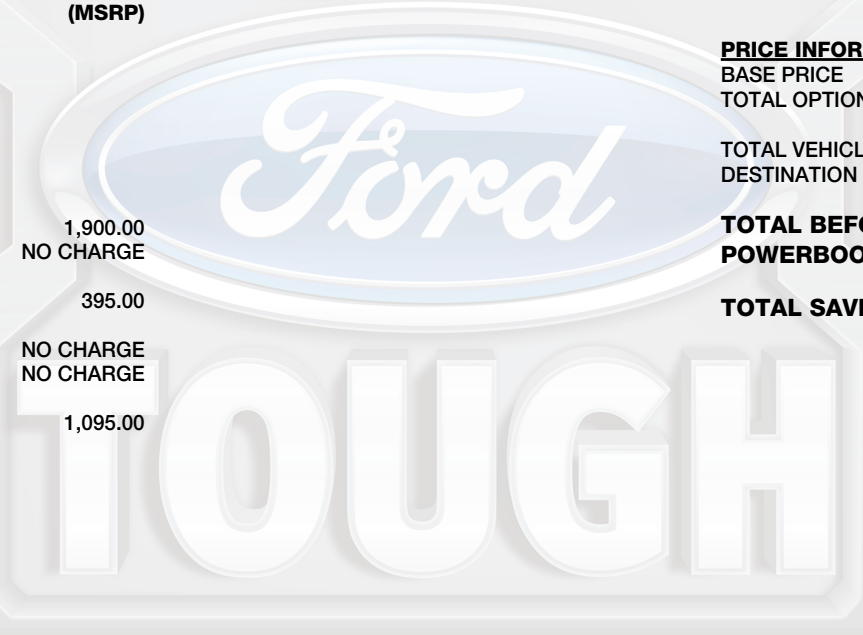 (MSRP)
1,900.00
NO CHARGE
395.00
NO CHARGE
NO CHARGE
1,095.00
PRICE INFOR
BASE PRICE
TOTAL OPTION
TOTAL VEHICL
DESTINATION
TOTAL BEFO
POWERBOO
TOTAL SAVI
Ford
TOUGH